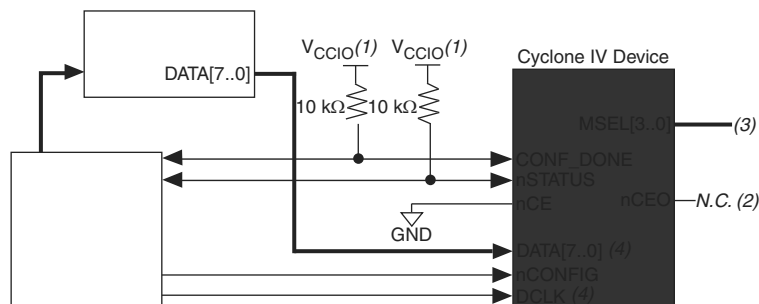 V_CCIO(1) V_CCIO(1)
Cyclone IV Device
DATA[7..0]
10 kΩ 10 kΩ
MSEL[3..0] (3)
CONF_DONE
nSTATUS
nCE nCEO N.C. (2)
GND
DATA[7..0] (4)
nCONFIG
DCLK (4)